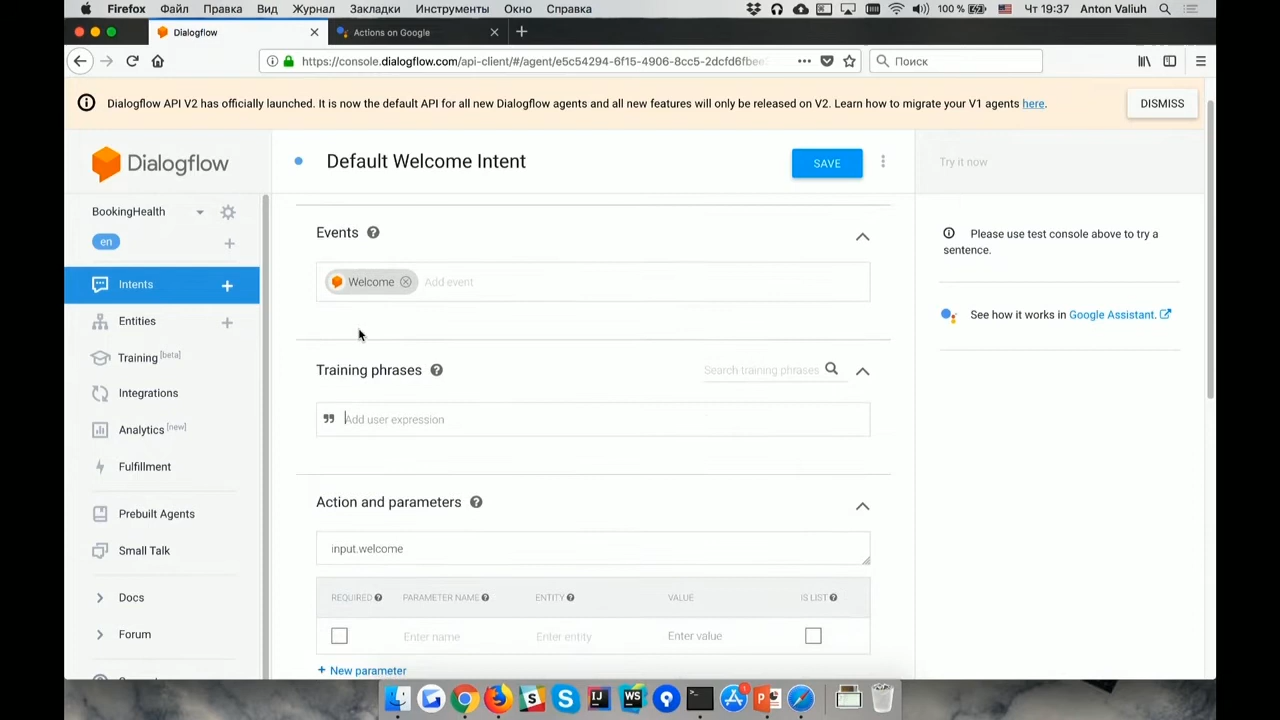 Firefox Файл Правка Вид Журнал Закладки Инструменты Окно Справка 100 % Чт 19:37 Anton Valiuh
Dialogflow Actions on Google
https://console.dialogflow.com/api-client/#/agent/e5c54294-6f15-4906-8cc5-2dcfd6fbee Поиск
Dialogflow API V2 has officially launched. It is now the default API for all new Dialogflow agents and all new features will only be released on V2. Learn how to migrate your V1 agents here. DISMISS
Dialogflow
Default Welcome Intent SAVE
Try it now
BookingHealth
en
Intents
Entities
Training [beta]
Integrations
Analytics [new]
Fulfillment
Prebuilt Agents
Small Talk
Docs
Forum
Events
Welcome Add event
Training phrases Search training phrases
Add user expression
Action and parameters
input.welcome
REQUIRED PARAMETER NAME ENTITY VALUE IS LIST
Enter name Enter entity Enter value
+ New parameter
Please use test console above to try a
sentence.
See how it works in Google Assistant.